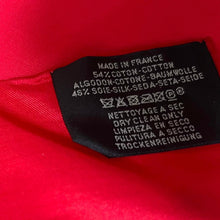 MADE IN FRANCE
54% COTON-COTTON
ALGODON-COTONE-BAUMWOLLE
46% SOIE-SILK-SEDA-SETA-SEIDE
NETTOYAGE A SEC
DRY CLEAN ONLY
LIMPIEZA EN SECO
PULITURA A SECCO
TROCKENREINIGUNG